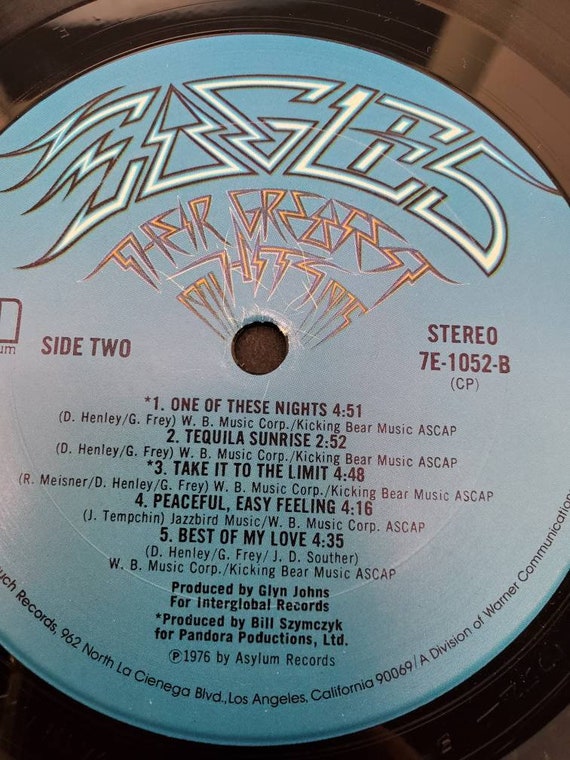 EAGLES
THEIR GREATEST
HITS
SIDE TWO
STEREO
7E-1052-B
(CP)
*1. ONE OF THESE NIGHTS 4:51
(D. Henley/G. Frey) W. B. Music Corp./Kicking Bear Music ASCAP
2. TEQUILA SUNRISE 2:52
(D. Henley/G. Frey) W. B. Music Corp./Kicking Bear Music ASCAP
*3. TAKE IT TO THE LIMIT 4:48
(R. Meisner/D. Henley/G. Frey) W. B. Music Corp./Kicking Bear Music ASCAP
4. PEACEFUL, EASY FEELING 4:16
(J. Tempchin) Jazzbird Music/W. B. Music Corp. ASCAP
5. BEST OF MY LOVE 4:35
(D. Henley/G. Frey/ J. D. Souther)
W. B. Music Corp./Kicking Bear Music ASCAP
Produced by Glyn Johns
For Interglobal Records
*Produced by Bill Szymczyk
for Pandora Poductions, Ltd.
℗1976 by Asylum Records
Records, 962 North La Cienega Blvd., Los Angeles, California 90069/A Division of Warner Communication